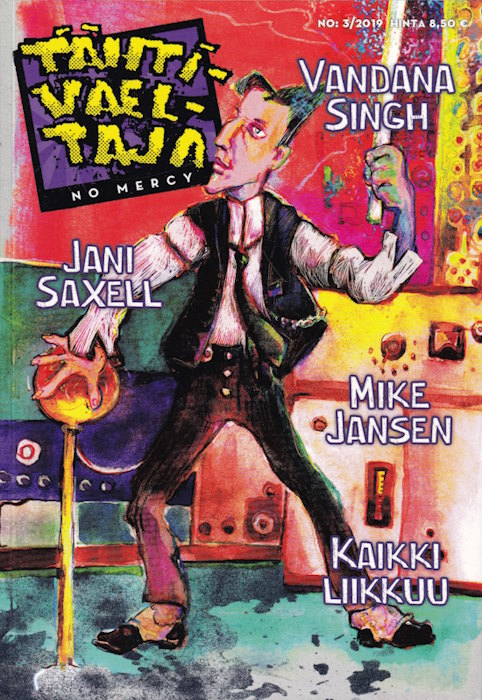 NO: 3/2019 HINTA 8,50 €
TÄHTI-
VAEL-
TAJA
NO MERCY
VANDANA
SINGH
JANI
SAXELL
MIKE
JANSEN
KAIKKI
LIIKKUU